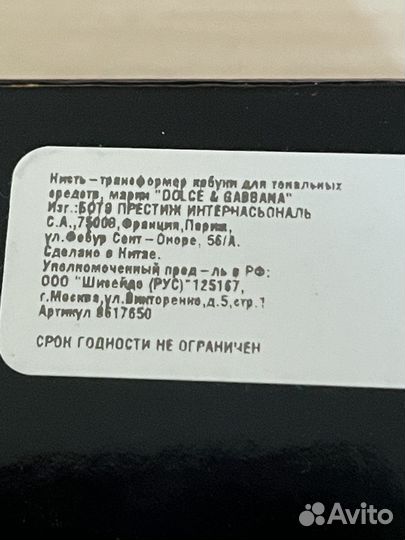 Кисть-трансформер кабуки для тональных
средств, марки "DOLCE & GABBANA"
Изг.:БОТЭ ПРЕСТИЖ ИНТЕРНАСЬОНАЛЬ
С.А.,75008,Франция,Париж,
ул.Фобур Сент-Оноре, 56/А.
Сделано в Китае.
Уполномоченный пред-ль в РФ:
ООО "Шисейдо (РУС)"125167,
г.Москва,ул.Викторенко,д.5,стр.1
Артикул 8617650
СРОК ГОДНОСТИ НЕ ОГРАНИЧЕН
Avito